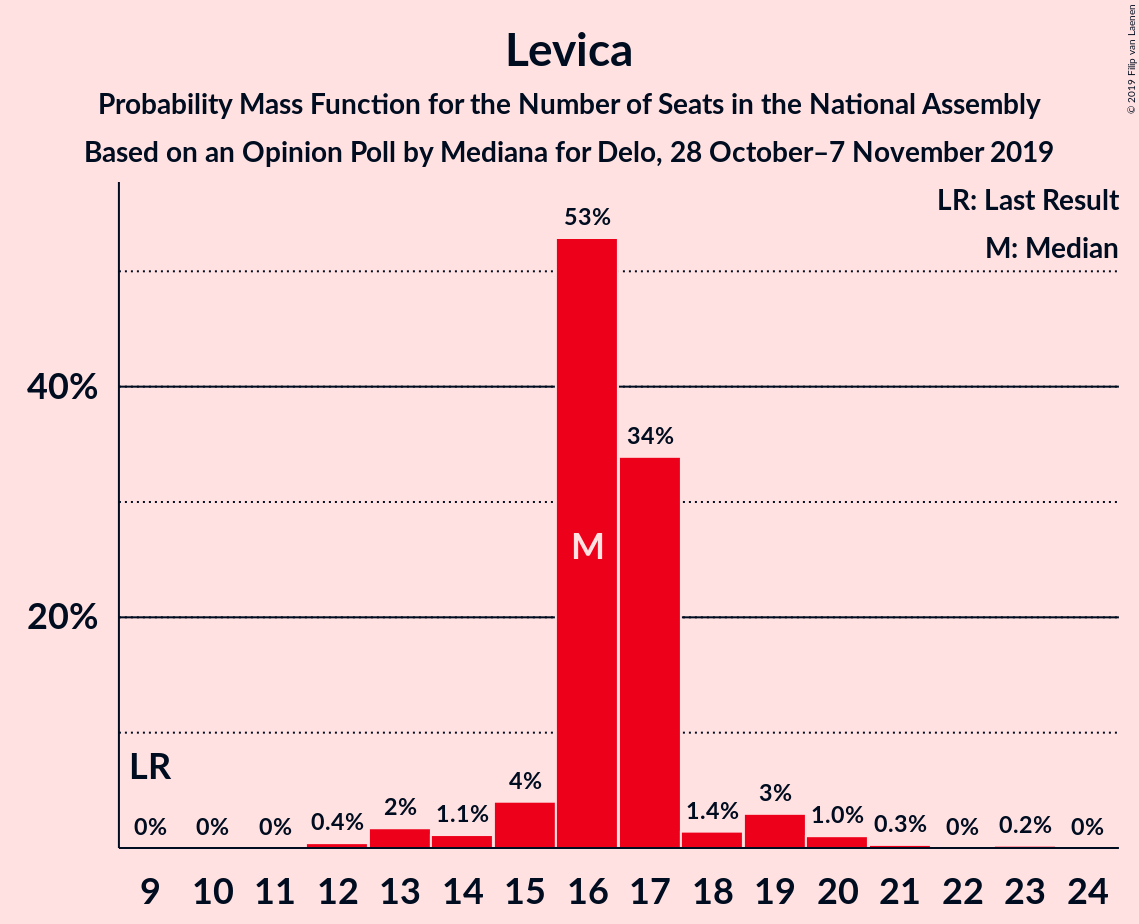 Levica
Probability Mass Function for the Number of Seats in the National Assembly
Based on an Opinion Poll by Mediana for Delo, 28 October–7 November 2019
© 2019 Filip van Laenen
LR: Last Result
M: Median
53%
40%
34%
M
20%
LR
0% 0% 0% 0.4% 2% 1.1% 4% 1.4% 3% 1.0% 0.3% 0% 0.2% 0%
9 10 11 12 13 14 15 16 17 18 19 20 21 22 23 24